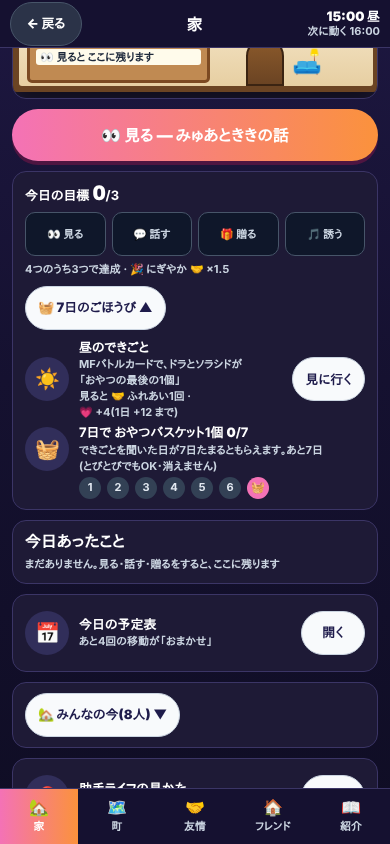 ← 戻る
家
15:00 昼
次に動く 16:00
👀 見ると ここに残ります
👀 見る — みゅあとききの話
今日の目標 0/3
👀 見る
💬 話す
🎁 贈る
🎵 誘う
4つのうち3つで達成 · 🎉 にぎやか 🤝 ×1.5
🧺 7日のごほうび ▲
昼のできごと
MFバトルカードで、ドラとソラシドが
「おやつの最後の1個」
見ると 🤝 ふれあい1回 ·
💗 +4(1日 +12 まで)
見に行く
7日で おやつバスケット1個 0/7
できごとを聞いた日が7日たまるともらえます。あと7日
(とびとびでもOK・消えません)
1 2 3 4 5 6
今日あったこと
まだありません。見る・話す・贈るをすると、ここに残ります
今日の予定表
あと4回の移動が「おまかせ」
開く
🏡 みんなの今(8人) ▼
助手ライフの見かた
家
町
友情
フレンド
紹介